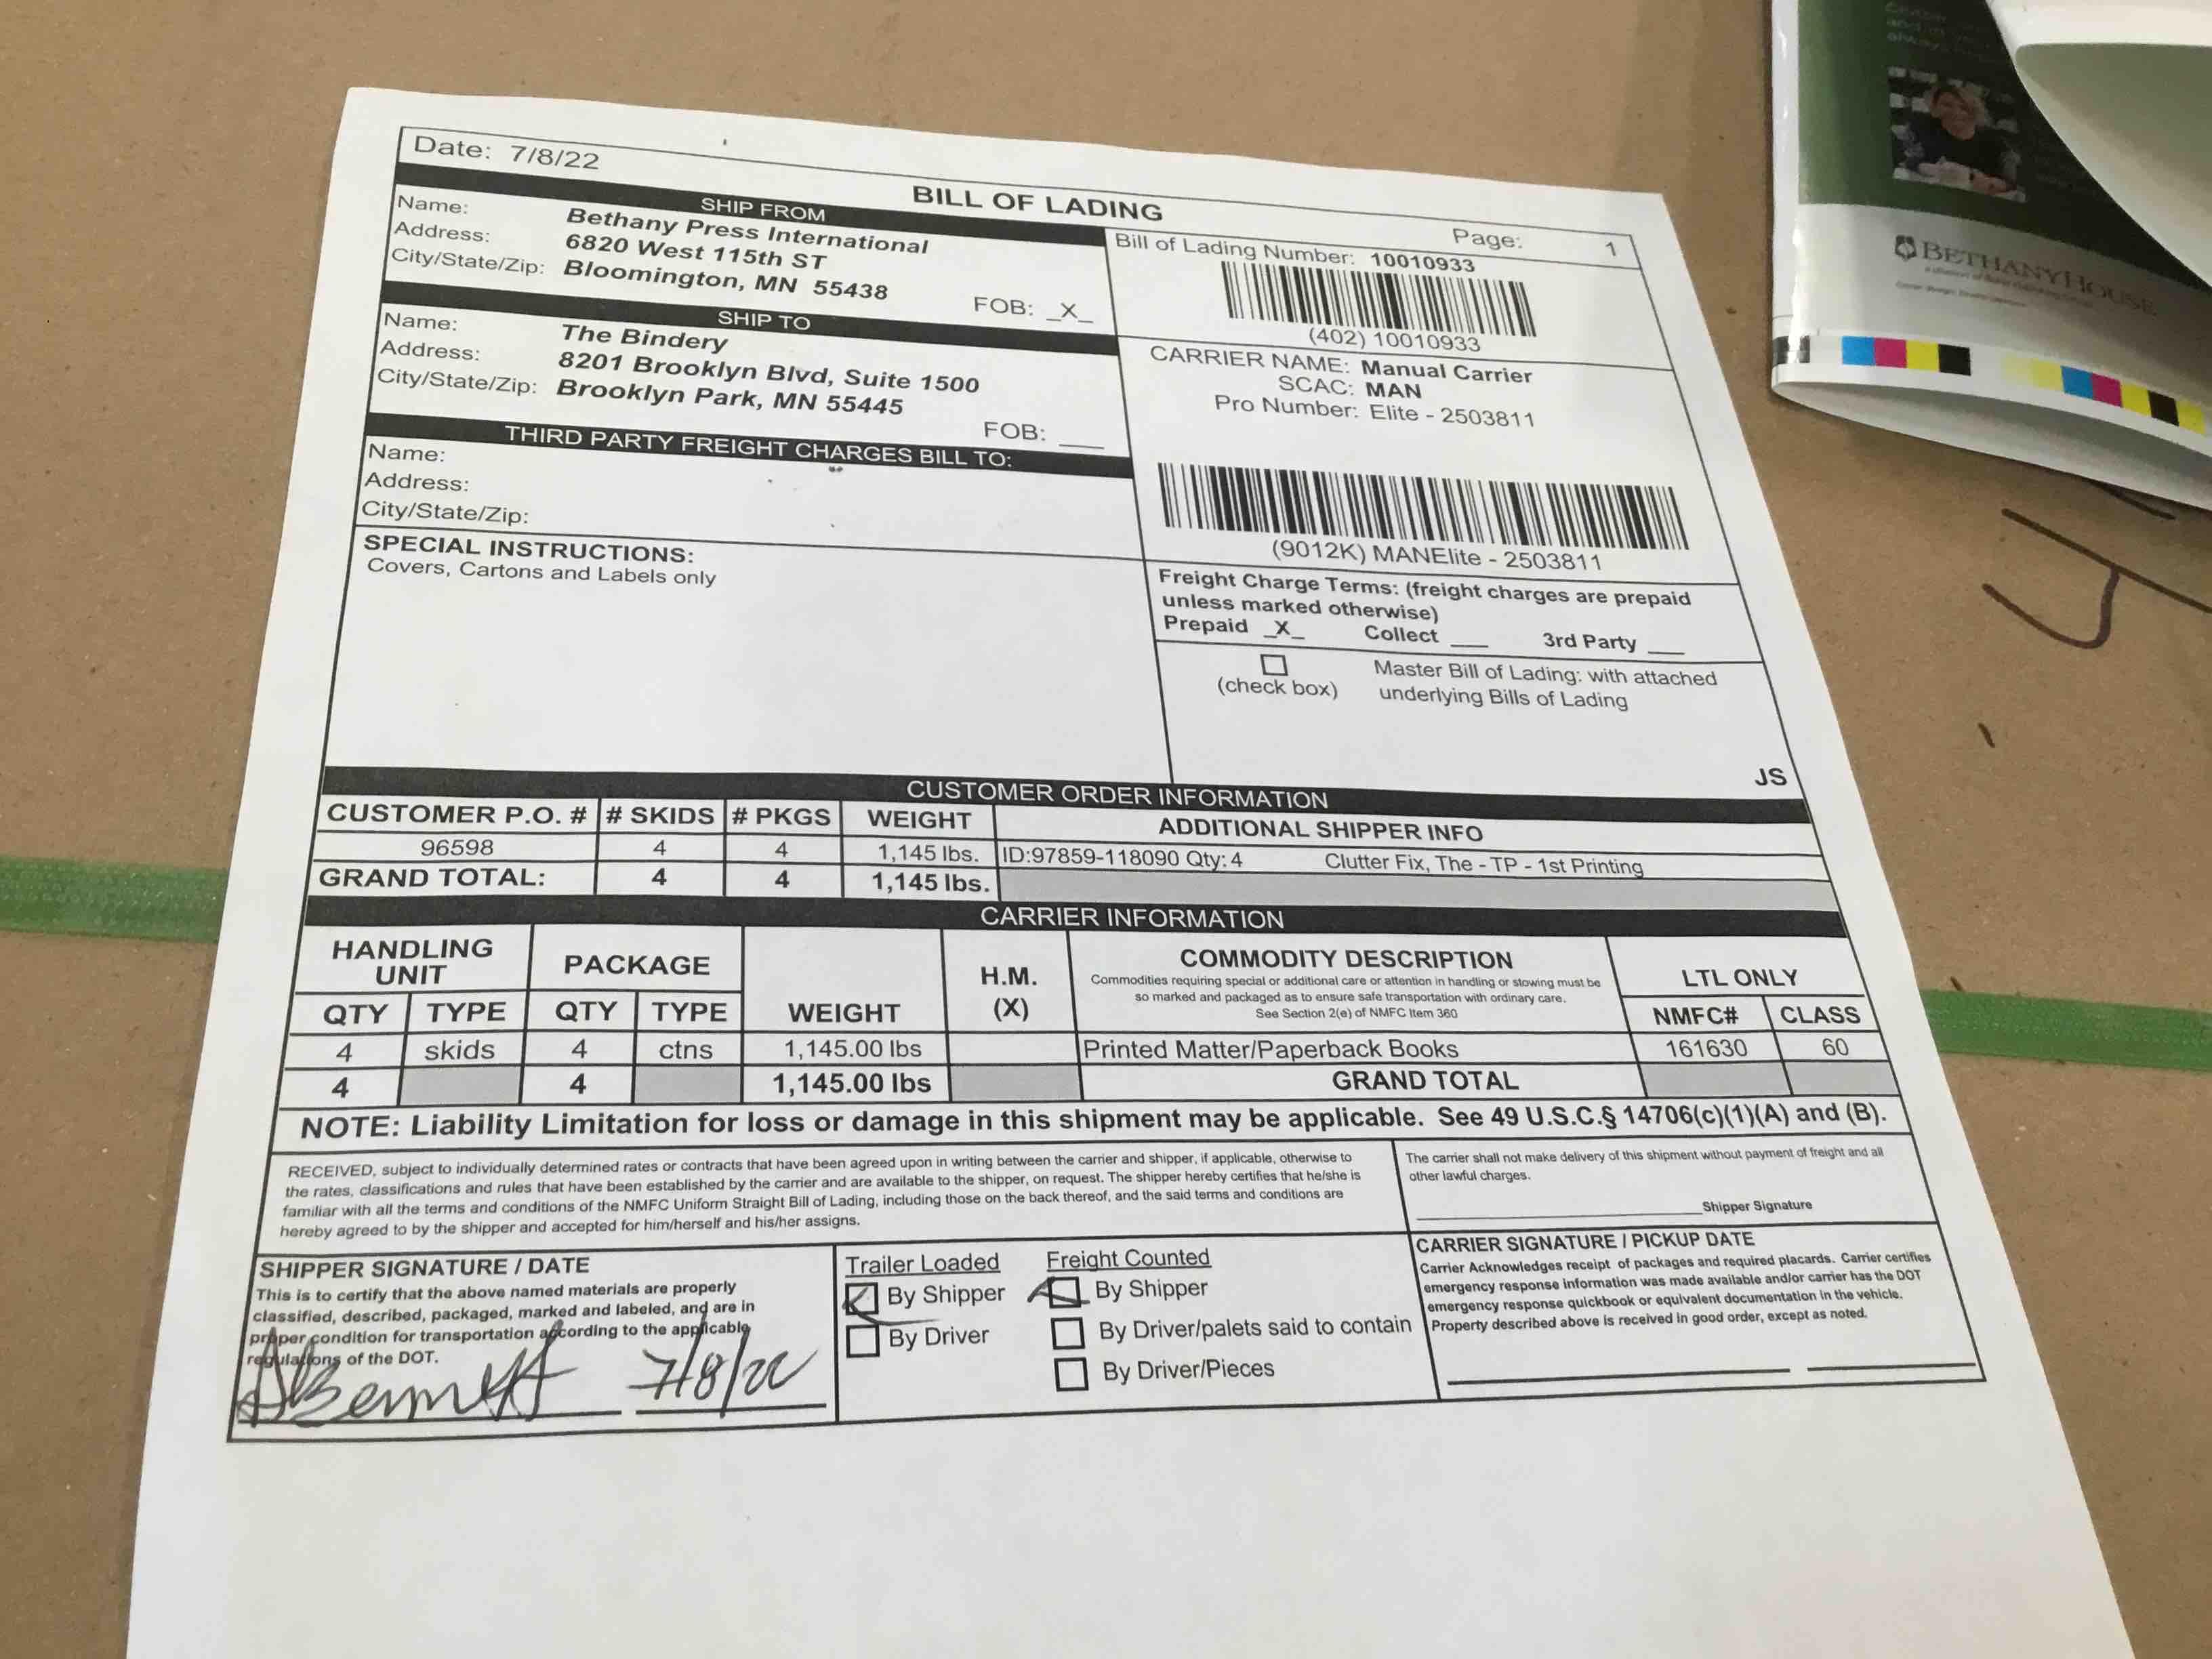 Date: 7/8/22
BILL OF LADING
Page: 1
SHIP FROM
Name: Bethany Press International
Address: 6820 West 115th ST
City/State/Zip: Bloomington, MN 55438
FOB: _X_
SHIP TO
Name: The Bindery
Address: 8201 Brooklyn Blvd, Suite 1500
City/State/Zip: Brooklyn Park, MN 55445
FOB: ___
THIRD PARTY FREIGHT CHARGES BILL TO:
Name:
Address:
City/State/Zip:
SPECIAL INSTRUCTIONS:
Covers, Cartons and Labels only
Bill of Lading Number: 10010933
(402) 10010933
CARRIER NAME: Manual Carrier
SCAC: MAN
Pro Number: Elite - 2503811
(9012K) MANElite - 2503811
Freight Charge Terms: (freight charges are prepaid
unless marked otherwise)
Prepaid _X_ Collect ___ 3rd Party ___
(check box)
Master Bill of Lading: with attached
underlying Bills of Lading
JS
CUSTOMER ORDER INFORMATION
CUSTOMER P.O. # # SKIDS # PKGS WEIGHT ADDITIONAL SHIPPER INFO
96598 4 4 1,145 lbs. ID:97859-118090 Qty: 4 Clutter Fix, The - TP - 1st Printing
GRAND TOTAL: 4 4 1,145 lbs.
CARRIER INFORMATION
HANDLING UNIT PACKAGE WEIGHT H.M. (X) COMMODITY DESCRIPTION LTL ONLY
Commodities requiring special or additional care or attention in handling or stowing must be
so marked and packaged as to ensure safe transportation with ordinary care.
See Section 2(e) of NMFC Item 360
QTY TYPE QTY TYPE NMFC# CLASS
4 skids 4 ctns 1,145.00 lbs Printed Matter/Paperback Books 161630 60
4 4 1,145.00 lbs GRAND TOTAL
NOTE: Liability Limitation for loss or damage in this shipment may be applicable. See 49 U.S.C.§ 14706(c)(1)(A) and (B).
RECEIVED, subject to individually determined rates or contracts that have been agreed upon in writing between the carrier and shipper, if applicable, otherwise to
the rates, classifications and rules that have been established by the carrier and are available to the shipper, on request. The shipper hereby certifies that he/she is
familiar with all the terms and conditions of the NMFC Uniform Straight Bill of Lading, including those on the back thereof, and the said terms and conditions are
hereby agreed to by the shipper and accepted for him/herself and his/her assigns.
The carrier shall not make delivery of this shipment without payment of freight and all
other lawful charges.
Shipper Signature
SHIPPER SIGNATURE / DATE
This is to certify that the above named materials are properly
classified, described, packaged, marked and labeled, and are in
proper condition for transportation according to the applicable
regulations of the DOT.
7/8/22
Trailer Loaded
By Shipper
By Driver
Freight Counted
By Shipper
By Driver/palets said to contain
By Driver/Pieces
CARRIER SIGNATURE / PICKUP DATE
Carrier Acknowledges receipt of packages and required placards. Carrier certifies
emergency response information was made available and/or carrier has the DOT
emergency response quickbook or equivalent documentation in the vehicle.
Property described above is received in good order, except as noted.
BETHANYHOUSE